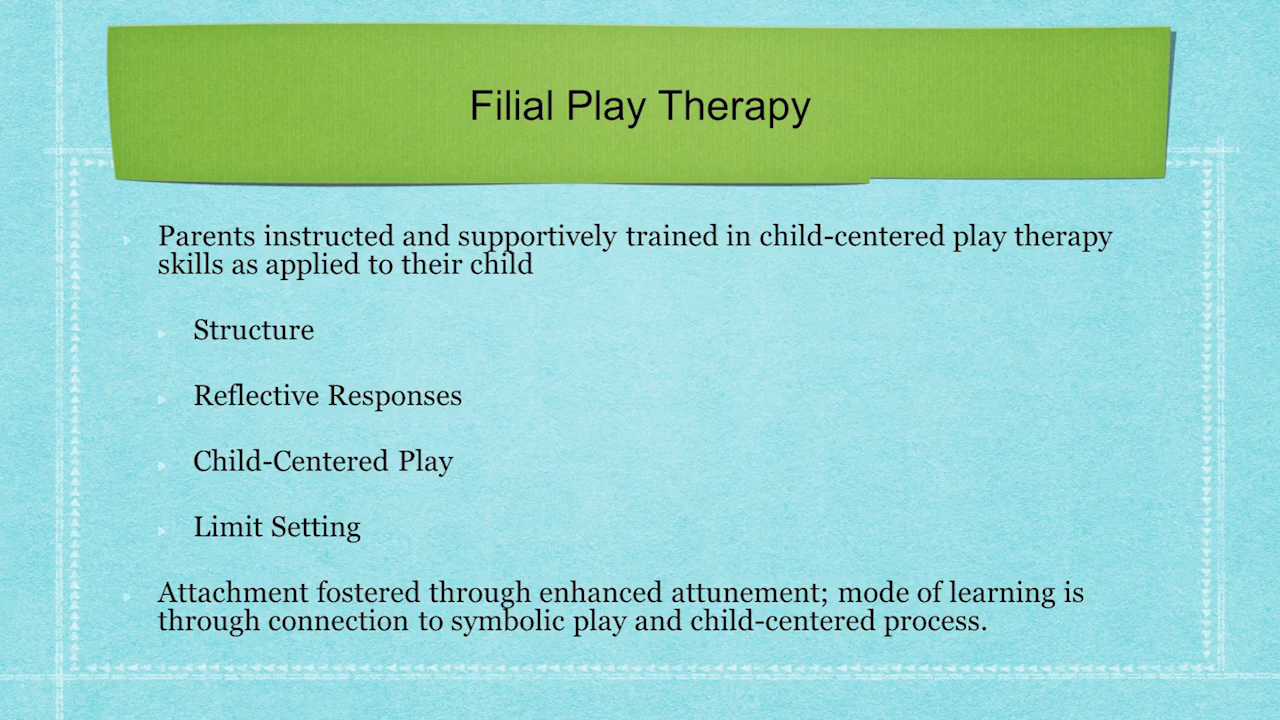 Filial Play Therapy
Parents instructed and supportively trained in child-centered play therapy
skills as applied to their child
Structure
Reflective Responses
Child-Centered Play
Limit Setting
Attachment fostered through enhanced attunement; mode of learning is
through connection to symbolic play and child-centered process.